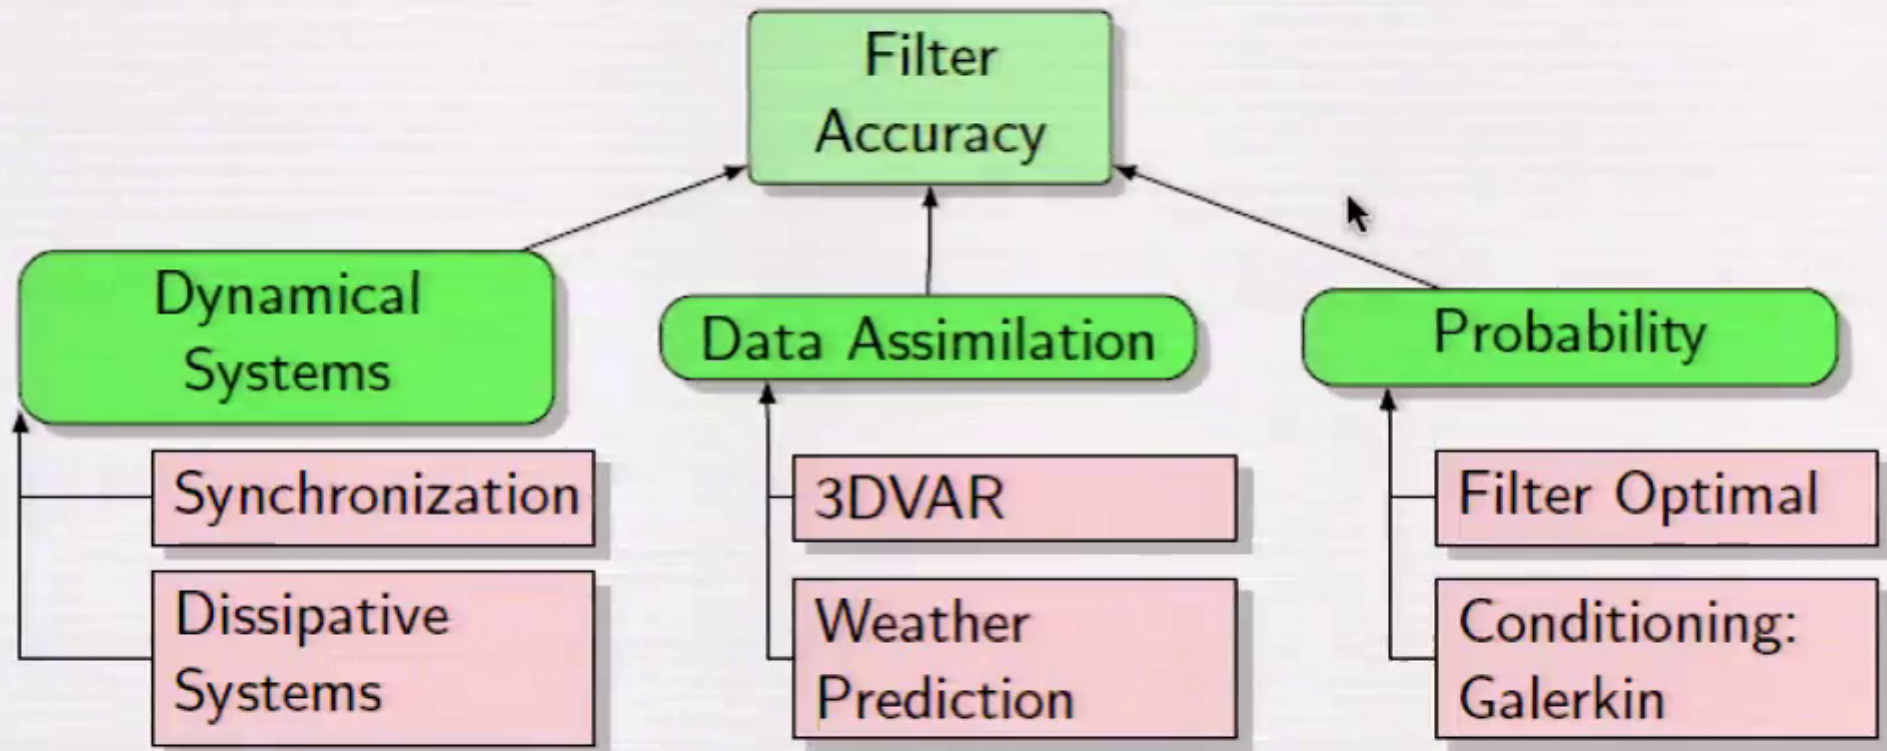 Filter
Accuracy
Dynamical
Systems
Data Assimilation
Probability
Synchronization
3DVAR
Filter Optimal
Dissipative
Systems
Weather
Prediction
Conditioning:
Galerkin